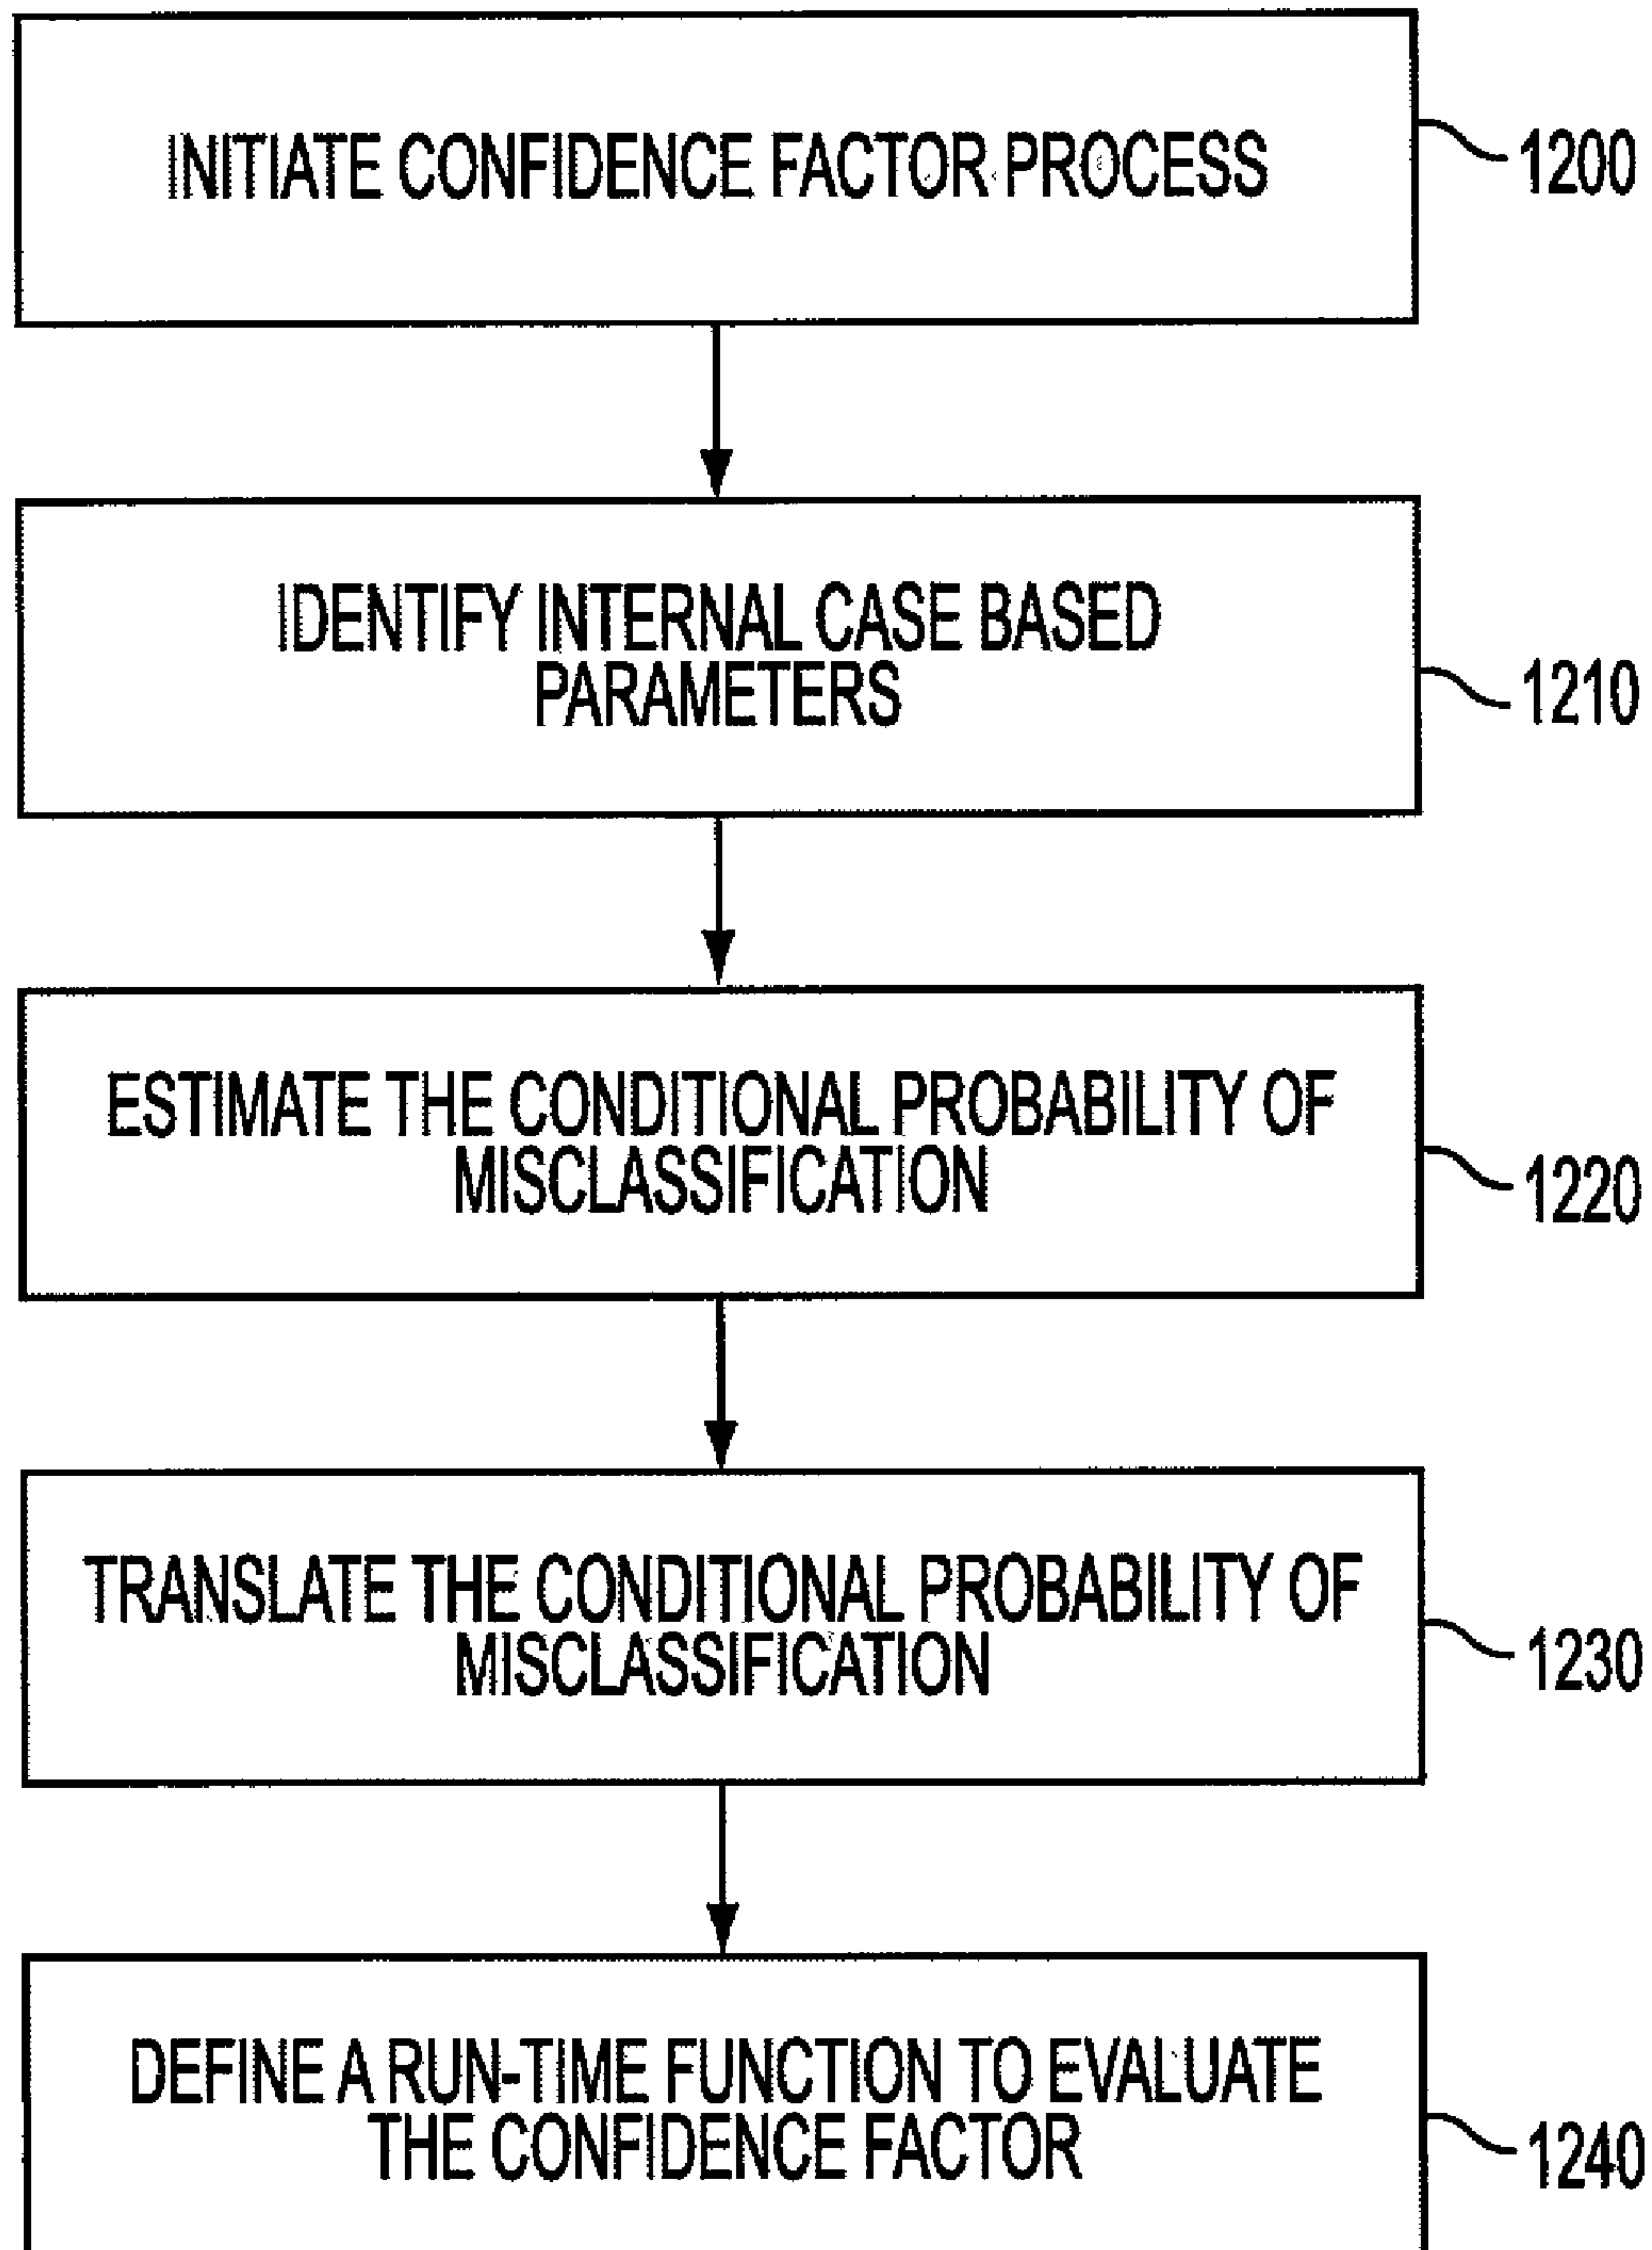 INITIATE CONFIDENCE FACTOR PROCESS
1200
IDENTIFY INTERNAL CASE BASED
PARAMETERS
1210
ESTIMATE THE CONDITIONAL PROBABILITY OF
MISCLASSIFICATION
1220
TRANSLATE THE CONDITIONAL PROBABILITY OF
MISCLASSIFICATION
1230
DEFINE A RUN-TIME FUNCTION TO EVALUATE
THE CONFIDENCE FACTOR
1240